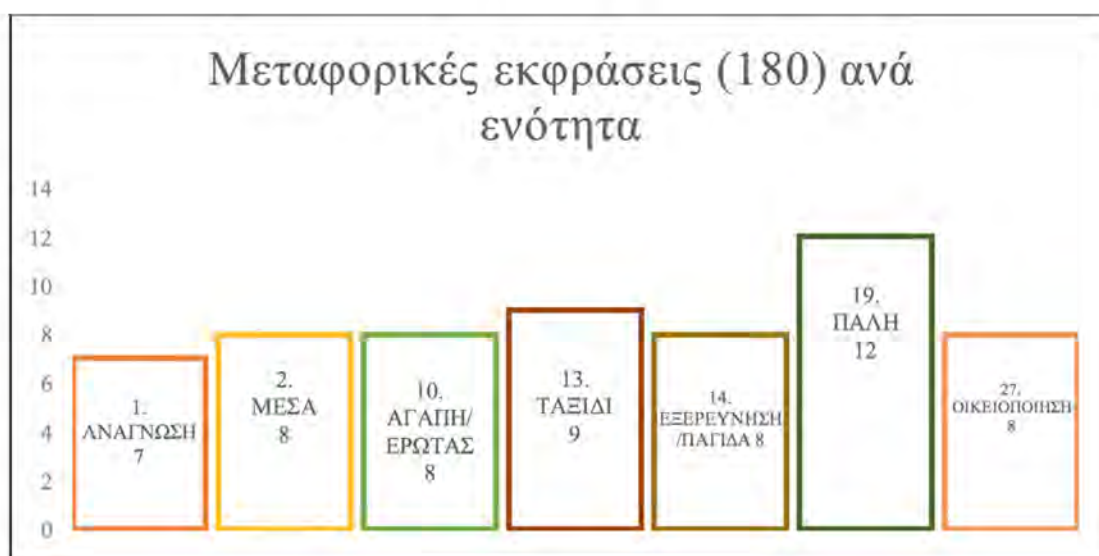 Μεταφορικές εκφράσεις (180) ανά
ενότητα
14
12
10
8
6
4
2
0
1.
ΑΝΑΓΝΩΣΗ
7
2.
ΜΕΣΑ
8
10.
ΑΓΑΠΗ/
ΕΡΩΤΑΣ
8
13.
ΤΑΞΙΔΙ
9
14.
ΕΞΕΡΕΥΝΗΣΗ
/ΠΑΓΙΔΑ 8
19.
ΠΑΛΗ
12
27.
ΟΙΚΕΙΟΠΟΙΗΣΗ
8